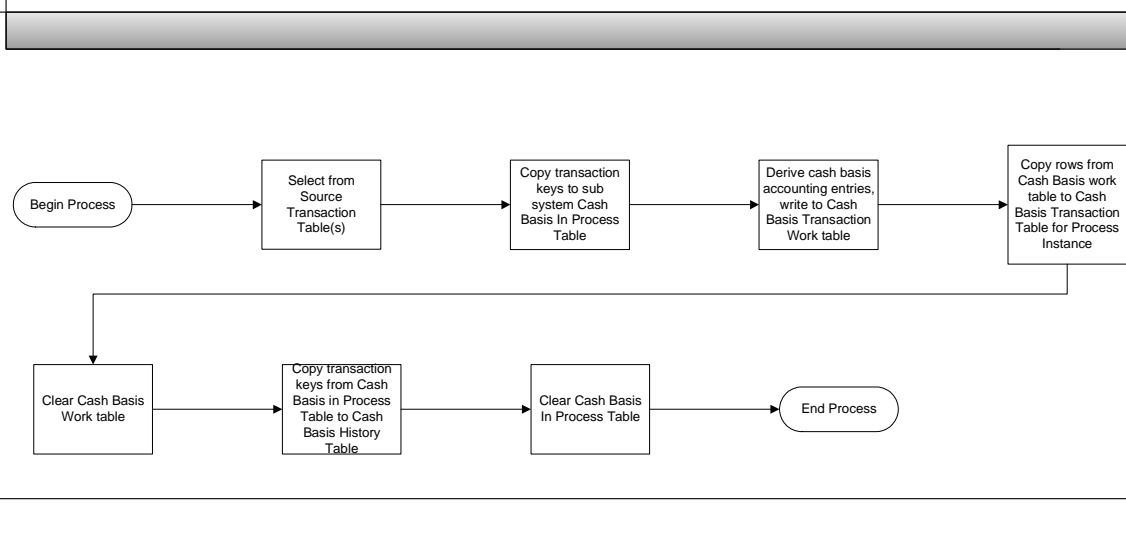 Begin Process
Select from
Source
Transaction
Table(s)
Copy transaction
keys to sub
system Cash
Basis In Process
Table
Derive cash basis
accounting entries,
write to Cash
Basis Transaction
Work table
Copy rows from
Cash Basis work
table to Cash
Basis Transaction
Table for Process
Instance
Clear Cash Basis
Work table
Copy transaction
keys from Cash
Basis in Process
Table to Cash
Basis History
Table
Clear Cash Basis
In Process Table
End Process